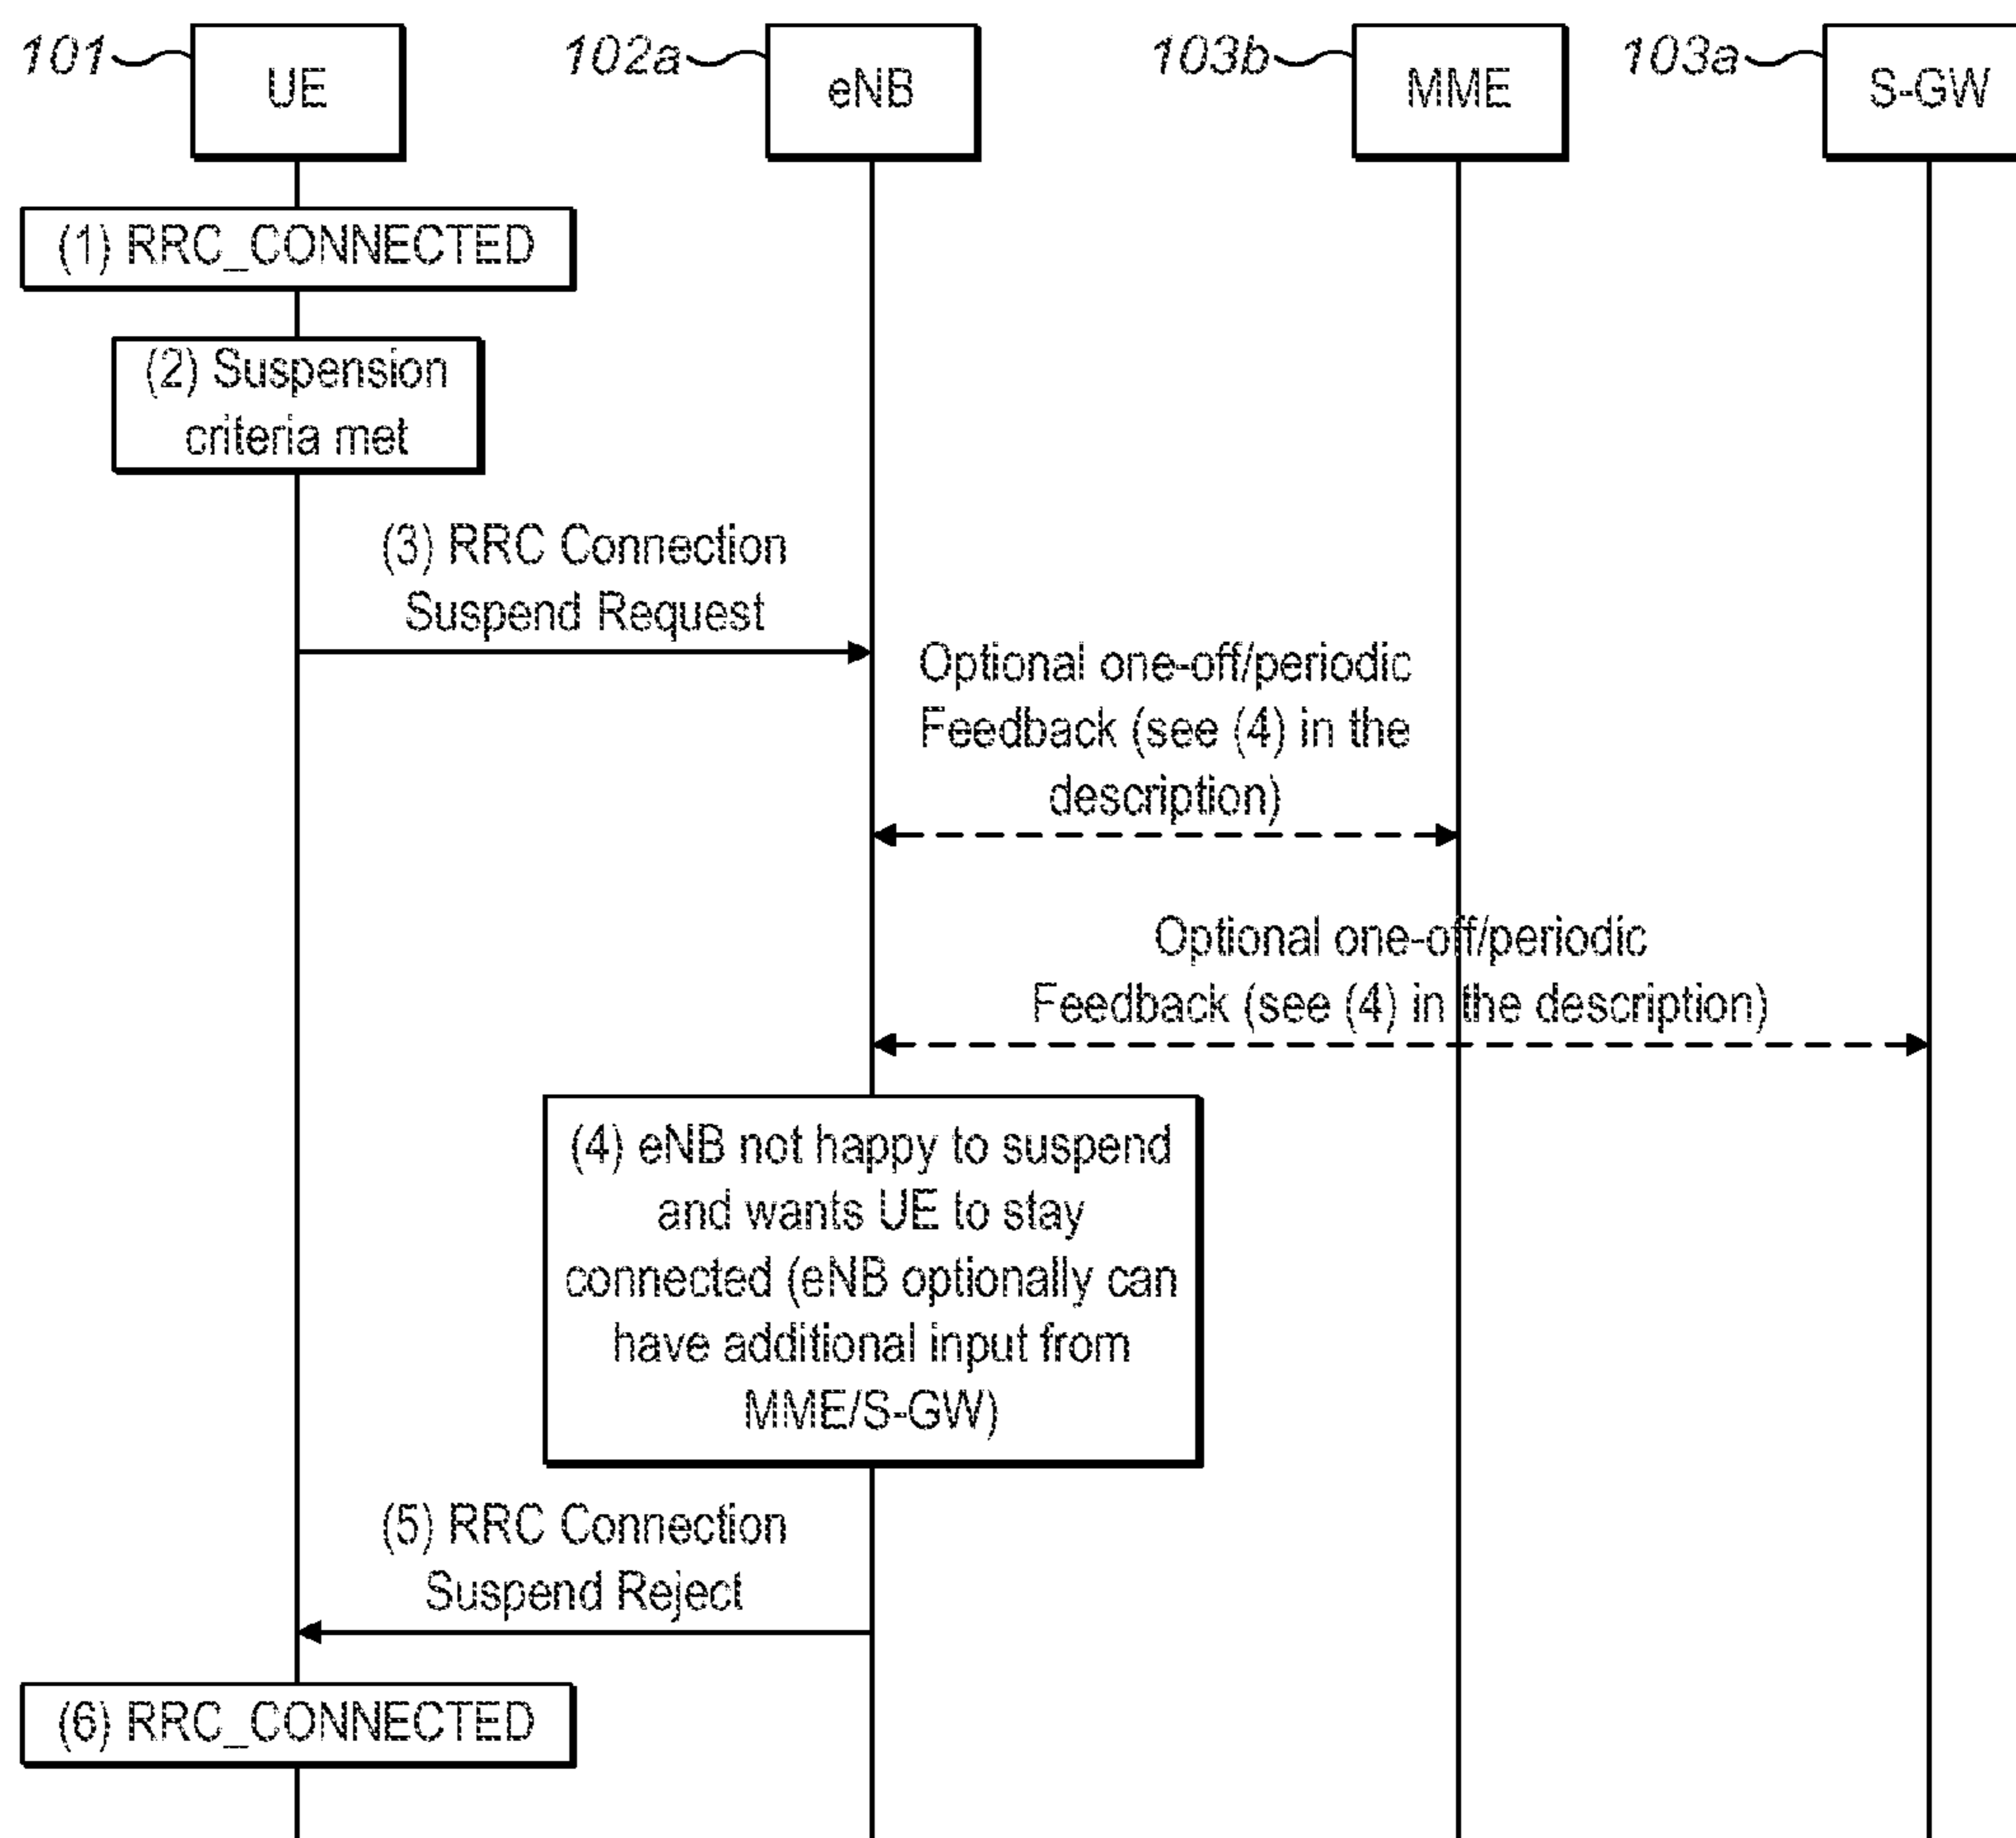 101
UE
102a
eNB
103b
MME
103a
S-GW
(1) RRC_CONNECTED
(2) Suspension
criteria met
(3) RRC Connection
Suspend Request
Optional one-off/periodic
Feedback (see (4) in the
description)
Optional one-off/periodic
Feedback (see (4) in the description)
(4) eNB not happy to suspend
and wants UE to stay
connected (eNB optionally can
have additional input from
MME/S-GW)
(5) RRC Connection
Suspend Reject
(6) RRC_CONNECTED